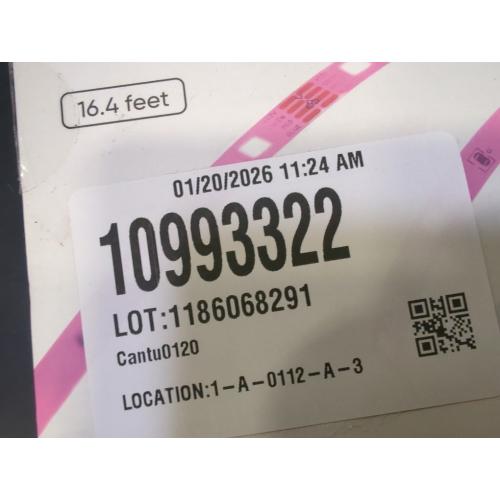 16.4 feet
01/20/2026 11:24 AM
10993322
LOT:1186068291
Cantu0120
LOCATION:1-A-0112-A-3